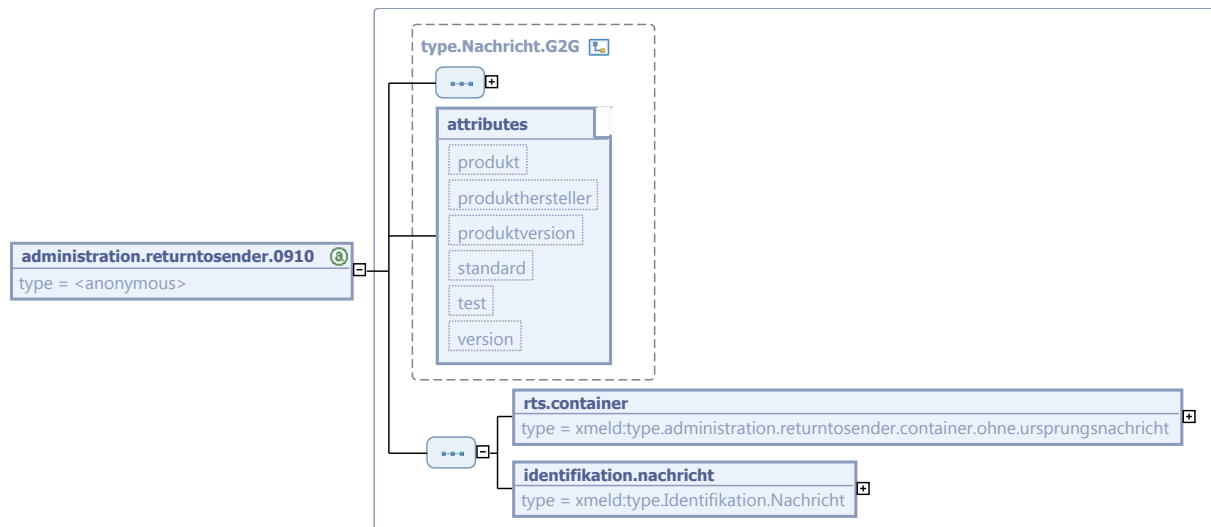 type.Nachricht.G2G
attributes
produkt
produkthersteller
produktversion
standard
test
version
administration.returntosender.0910 a
type = <anonymous>
rts.container
type = xmeld:type.administration.returntosender.container.ohne.ursprungsnachricht
identifikation.nachricht
type = xmeld:type.Identifikation.Nachricht